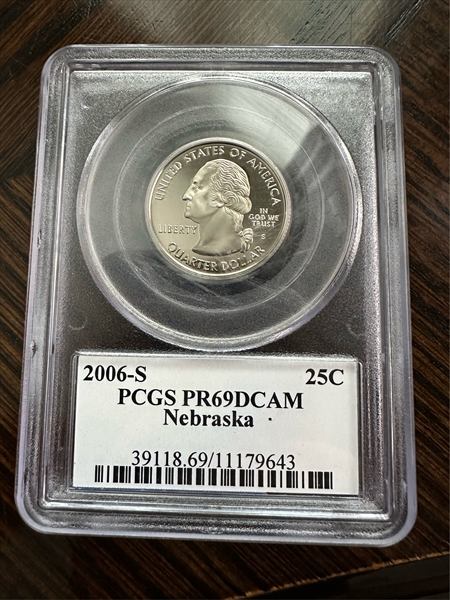 UNITED STATES OF AMERICA
LIBERTY
IN
GOD WE
TRUST
S
QUARTER DOLLAR
2006-S 25C
PCGS PR69DCAM
Nebraska
39118.69/11179643